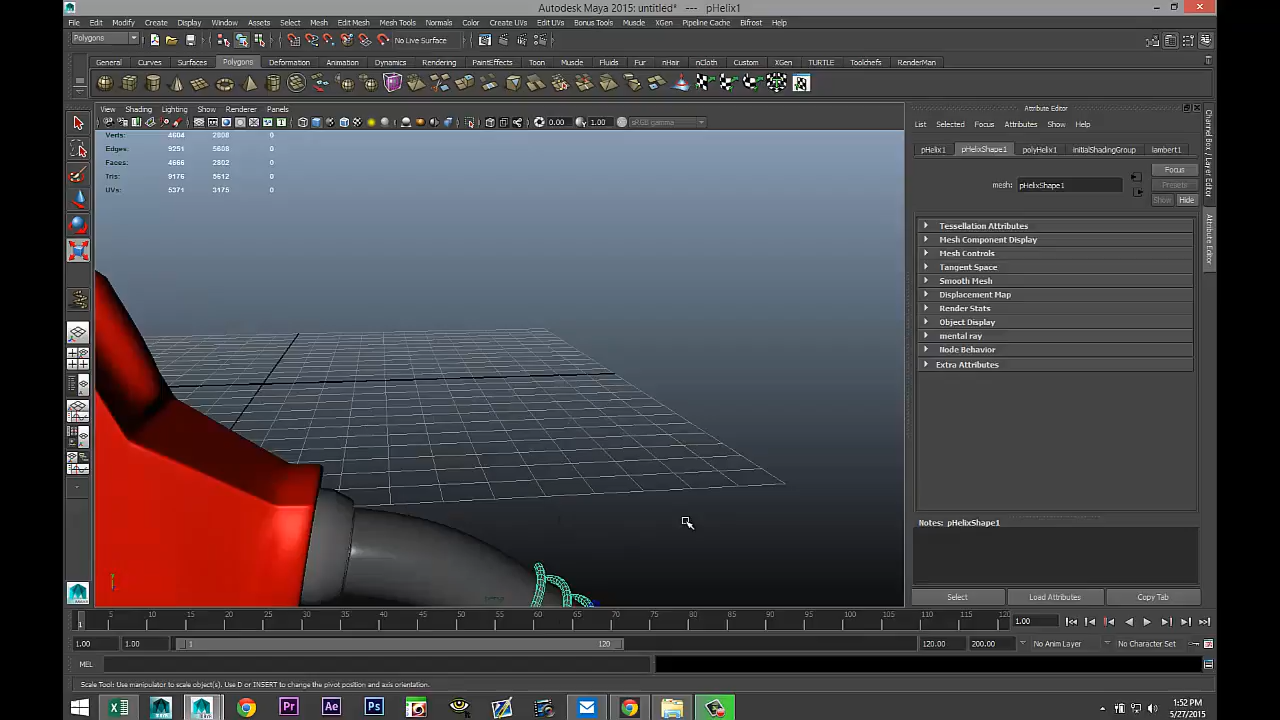 Autodesk Maya 2015: untitled* --- pHelix1
File Edit Modify Create Display Window Assets Select Mesh Edit Mesh Mesh Tools Normals Color Create UVs Edit UVs Bonus Tools Muscle XGen Pipeline Cache Bifrost Help
Polygons No Live Surface
General Curves Surfaces Polygons Deformation Animation Dynamics Rendering PaintEffects Toon Muscle Fluids Fur nHair nCloth Custom XGen TURTLE Toolchefs RenderMan
View Shading Lighting Show Renderer Panels
0.00 1.00 sRGB gamma
Verts: 4604 2808 0
Edges: 9251 5608 0
Faces: 4666 2802 0
Tris: 9176 5612 0
UVs: 5371 3175 0
Attribute Editor
List Selected Focus Attributes Show Help
pHelix1 pHelixShape1 polyHelix1 initialShadingGroup lambert1
Focus
mesh: pHelixShape1
Presets
Show Hide
Tessellation Attributes
Mesh Component Display
Mesh Controls
Tangent Space
Smooth Mesh
Displacement Map
Render Stats
Object Display
mental ray
Node Behavior
Extra Attributes
Notes: pHelixShape1
Select Load Attributes Copy Tab
Channel Box / Layer Editor
Attribute Editor
1 5 10 15 20 25 30 35 40 45 50 55 60 65 70 75 80 85 90 95 100 105 110 115 120 1.00
1.00 1.00 1 120 120.00 200.00 No Anim Layer No Character Set
MEL
Scale Tool: Use manipulator to scale object(s). Use D or INSERT to change the pivot position and axis orientation.
1:52 PM
5/27/2015